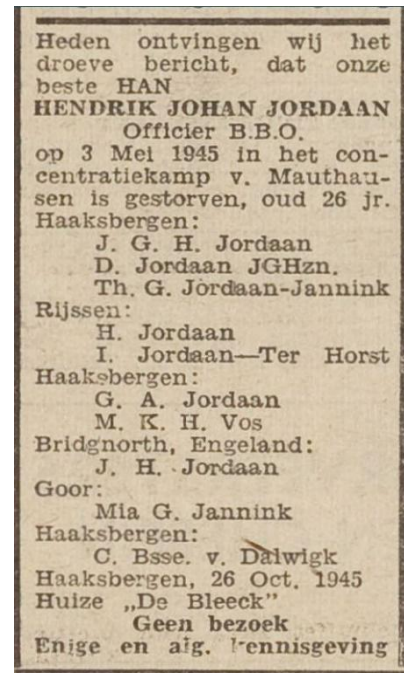 Heden ontvingen wij het
droeve bericht, dat onze
beste HAN
HENDRIK JOHAN JORDAAN
Officier B.B.O.
op 3 Mei 1945 in het con-
centratiekamp v. Mauthau-
sen is gestorven, oud 26 jr.
Haaksbergen:
J. G. H. Jordaan
D. Jordaan JGHzn.
Th. G. Jordaan-Jannink
Rijssen:
H. Jordaan
I. Jordaan—Ter Horst
Haaksbergen:
G. A. Jordaan
M. K. H. Vos
Bridgnorth, Engeland:
J. H. Jordaan
Goor:
Mia G. Jannink
Haaksbergen:
C. Bsse. v. Dalwigk
Haaksbergen, 26 Oct. 1945
Huize „De Bleeck”
Geen bezoek
Enige en alg. kennisgeving